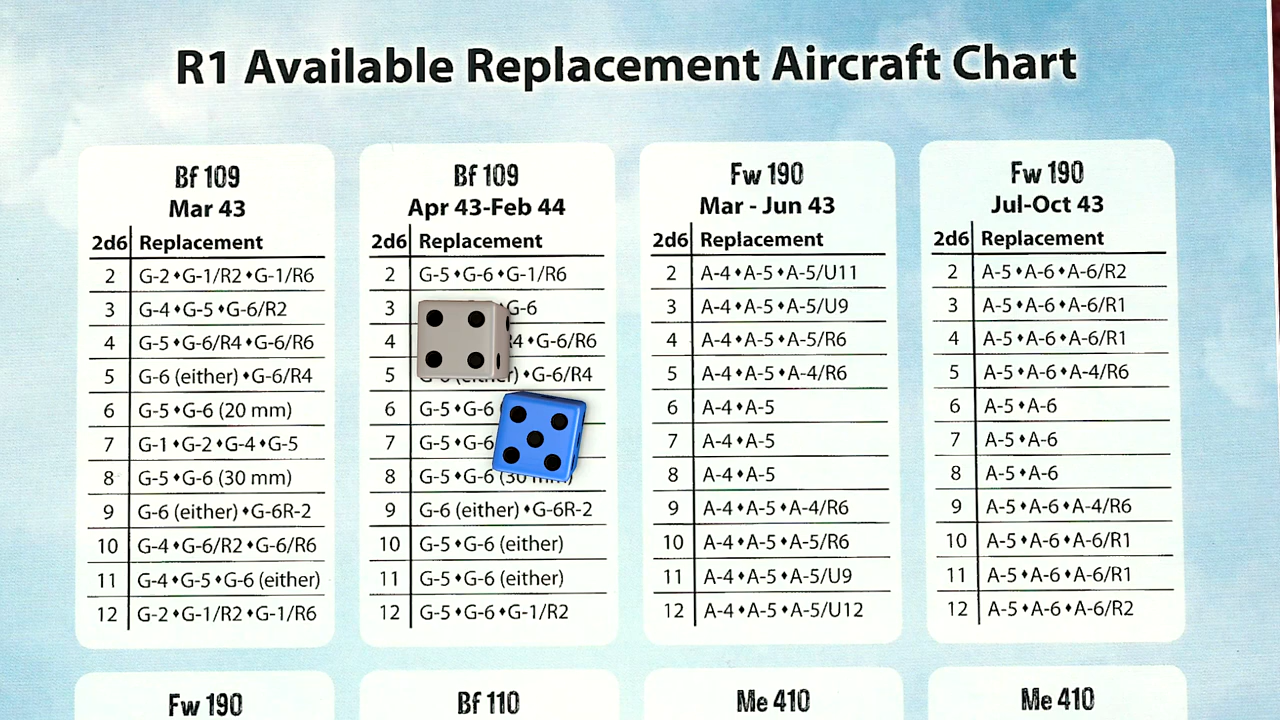 R1 Available Replacement Aircraft Chart
Bf 109
Mar 43
2d6 Replacement
2 G-2♦G-1/R2♦G-1/R6
3 G-4♦G-5♦G-6/R2
4 G-5♦G-6/R4♦G-6/R6
5 G-6 (either)♦G-6/R4
6 G-5♦G-6 (20 mm)
7 G-1♦G-2♦G-4♦G-5
8 G-5♦G-6 (30 mm)
9 G-6 (either)♦G-6R-2
10 G-4♦G-6/R2♦G-6/R6
11 G-4♦G-5♦G-6 (either)
12 G-2♦G-1/R2♦G-1/R6
Bf 109
Apr 43-Feb 44
2d6 Replacement
2 G-5♦G-6♦G-1/R6
3 ♦G-6
4 R4♦G-6/R6
5 G-6 (either)♦G-6/R4
6 G-5♦G-6
7 G-5♦G-6
8 G-5♦G-6 (30 mm)
9 G-6 (either)♦G-6R-2
10 G-5♦G-6 (either)
11 G-5♦G-6 (either)
12 G-5♦G-6♦G-1/R2
Fw 190
Mar - Jun 43
2d6 Replacement
2 A-4♦A-5♦A-5/U11
3 A-4♦A-5♦A-5/U9
4 A-4♦A-5♦A-5/R6
5 A-4♦A-5♦A-4/R6
6 A-4♦A-5
7 A-4♦A-5
8 A-4♦A-5
9 A-4♦A-5♦A-4/R6
10 A-4♦A-5♦A-5/R6
11 A-4♦A-5♦A-5/U9
12 A-4♦A-5♦A-5/U12
Fw 190
Jul-Oct 43
2d6 Replacement
2 A-5♦A-6♦A-6/R2
3 A-5♦A-6♦A-6/R1
4 A-5♦A-6♦A-6/R1
5 A-5♦A-6♦A-4/R6
6 A-5♦A-6
7 A-5♦A-6
8 A-5♦A-6
9 A-5♦A-6♦A-4/R6
10 A-5♦A-6♦A-6/R1
11 A-5♦A-6♦A-6/R1
12 A-5♦A-6♦A-6/R2
Fw 190
Bf 110
Me 410
Me 410